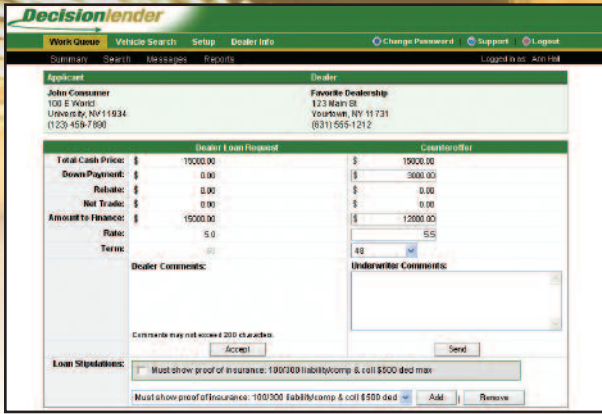 Decisionlender
Work Queue Vehicle Search Setup Dealer Info Change Password Support Logout
Summary Search Messages Reports Logged in as: Ann Hall
Applicant Dealer
John Consumer Favorite Dealership
100 E World 123 Main St
University, NY 11934 Yourtown, NY 11731
(123) 456-7890 (631) 555-1212
Dealer Loan Request Counteroffer
Total Cash Price: $ 15000.00 $ 15000.00
Down Payment: $ 0.00 $ 3000.00
Rebate: $ 0.00 $ 0.00
Net Trade: $ 0.00 $ 0.00
Amount to Finance: $ 15000.00 $ 12000.00
Rate: 5.0 5.5
Term: 48
Dealer Comments: Underwriter Comments:
Comments may not exceed 200 characters.
Accept Send
Loan Stipulations: Must show proof of insurance: 100/300 liability/comp & coll $500 ded max
Must show proof of insurance: 100/300 liability/comp & coll $500 ded Add Remove